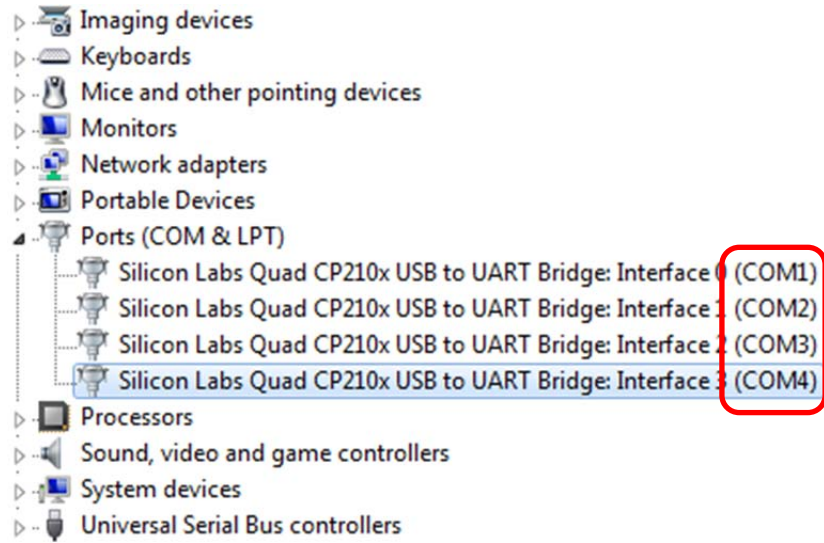 Imaging devices
Keyboards
Mice and other pointing devices
Monitors
Network adapters
Portable Devices
Ports (COM & LPT)
Silicon Labs Quad CP210x USB to UART Bridge: Interface 0 (COM1)
Silicon Labs Quad CP210x USB to UART Bridge: Interface 1 (COM2)
Silicon Labs Quad CP210x USB to UART Bridge: Interface 2 (COM3)
Silicon Labs Quad CP210x USB to UART Bridge: Interface 3 (COM4)
Processors
Sound, video and game controllers
System devices
Universal Serial Bus controllers